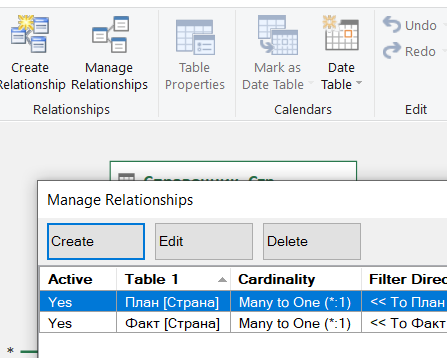 Create Relationship
Manage Relationships
Table Properties
Mark as Date Table
Date Table
Undo
Redo
Relationships
Calendars
Edit
Manage Relationships
Create Edit Delete
Active Table 1 Cardinality Filter Direc
Yes План [Страна] Many to One (*:1) << To План
Yes Факт [Страна] Many to One (*:1) << To Факт
*